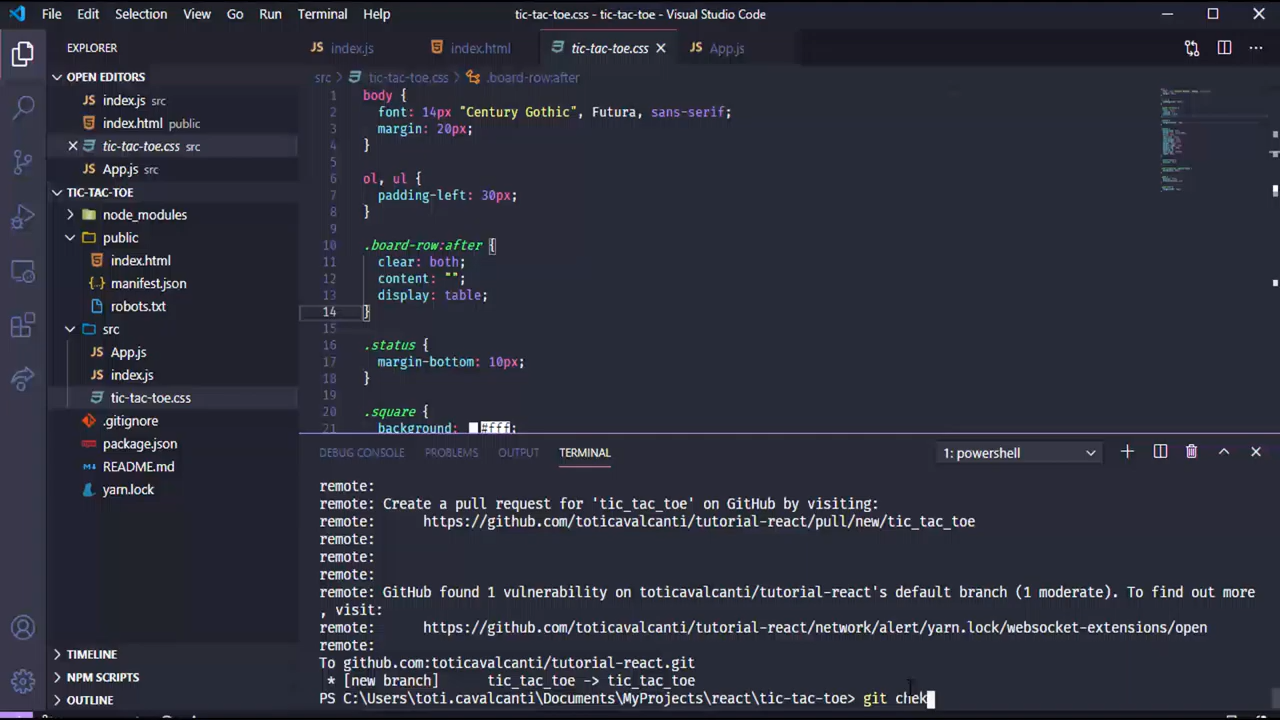 File Edit Selection View Go Run Terminal Help tic-tac-toe.css - tic-tac-toe - Visual Studio Code
EXPLORER
JS index.js
index.html
tic-tac-toe.css
JS App.js
OPEN EDITORS
JS index.js src
index.html public
tic-tac-toe.css src
JS App.js src
TIC-TAC-TOE
node_modules
public
index.html
manifest.json
robots.txt
src
JS App.js
JS index.js
tic-tac-toe.css
.gitignore
package.json
README.md
yarn.lock
TIMELINE
NPM SCRIPTS
OUTLINE
src > tic-tac-toe.css > .board-row:after
1 body {
2 font: 14px "Century Gothic", Futura, sans-serif;
3 margin: 20px;
4 }
5
6 ol, ul {
7 padding-left: 30px;
8 }
9
10 .board-row:after {
11 clear: both;
12 content: "";
13 display: table;
14 }
15
16 .status {
17 margin-bottom: 10px;
18 }
19
20 .square {
21 background: #fff;
DEBUG CONSOLE PROBLEMS OUTPUT TERMINAL 1: powershell
remote:
remote: Create a pull request for 'tic_tac_toe' on GitHub by visiting:
remote: https://github.com/toticavalcanti/tutorial-react/pull/new/tic_tac_toe
remote:
remote:
remote:
remote: GitHub found 1 vulnerability on toticavalcanti/tutorial-react's default branch (1 moderate). To find out more
, visit:
remote: https://github.com/toticavalcanti/tutorial-react/network/alert/yarn.lock/websocket-extensions/open
remote:
To github.com:toticavalcanti/tutorial-react.git
* [new branch] tic_tac_toe -> tic_tac_toe
PS C:\Users\toti.cavalcanti\Documents\MyProjects\react\tic-tac-toe> git chek